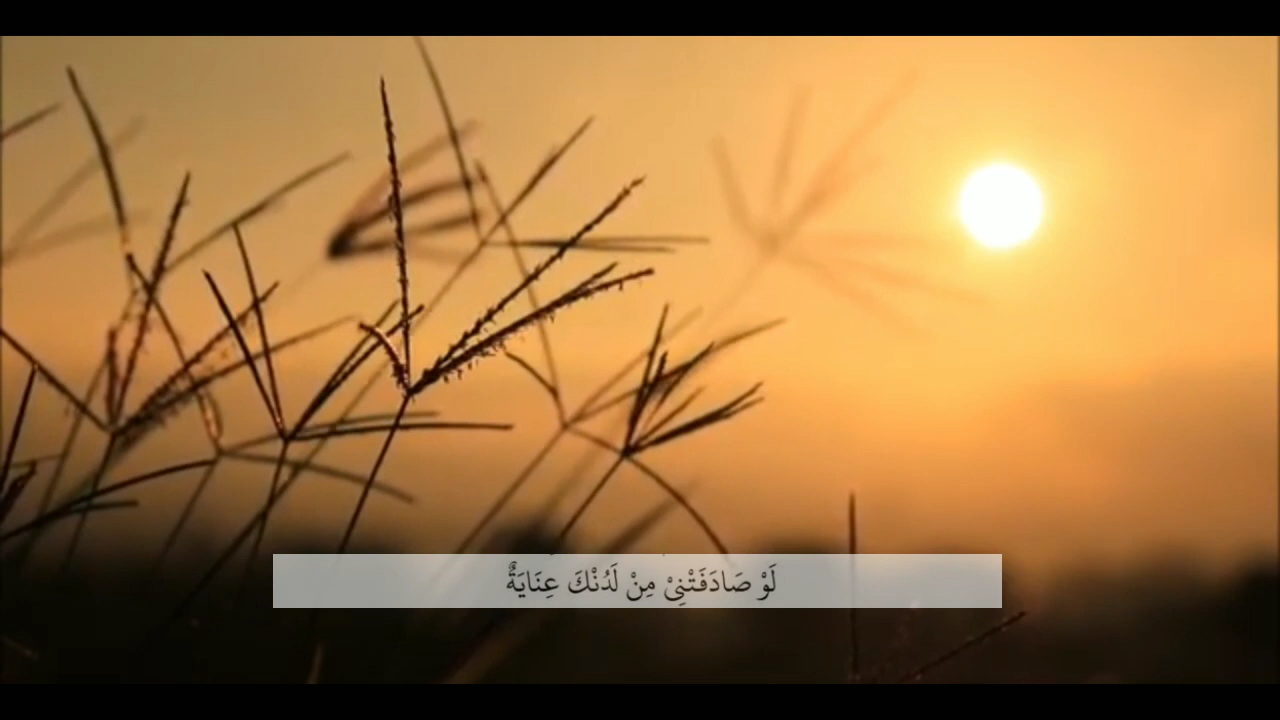 لَوْ صَادَفَتْنِيْ مِنْ لَدُنْكَ عِنَايَةٌ